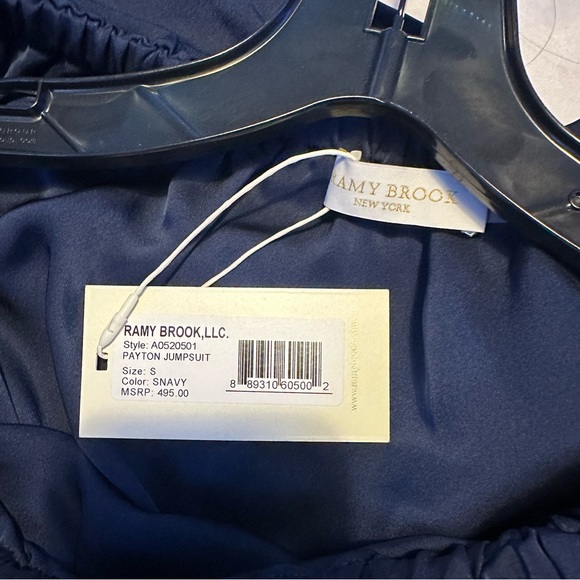 RAMY BROOK
NEW YORK
RAMY BROOK,LLC.
Style: A0520501
PAYTON JUMPSUIT
Size: S
Color: SNAVY
MSRP: 495.00
8 89310 60500 2